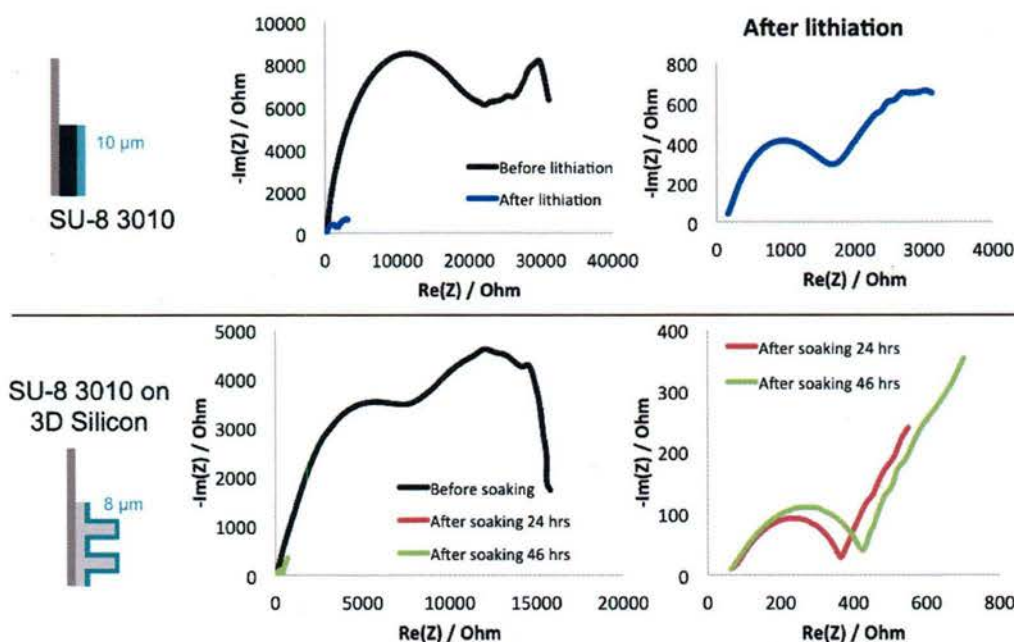 10 µm
SU-8 3010
10000
8000
6000
4000
2000
0
-Im(Z) / Ohm
Before lithiation
After lithiation
0 10000 20000 30000 40000
Re(Z) / Ohm
After lithiation
800
600
400
200
0
-Im(Z) / Ohm
0 1000 2000 3000 4000
Re(Z) / Ohm
SU-8 3010 on
3D Silicon
8 µm
5000
4000
3000
2000
1000
0
-Im(Z) / Ohm
Before soaking
After soaking 24 hrs
After soaking 46 hrs
0 5000 10000 15000 20000
Re(Z) / Ohm
400
300
200
100
0
-Im(Z) / Ohm
After soaking 24 hrs
After soaking 46 hrs
0 200 400 600 800
Re(Z) / Ohm